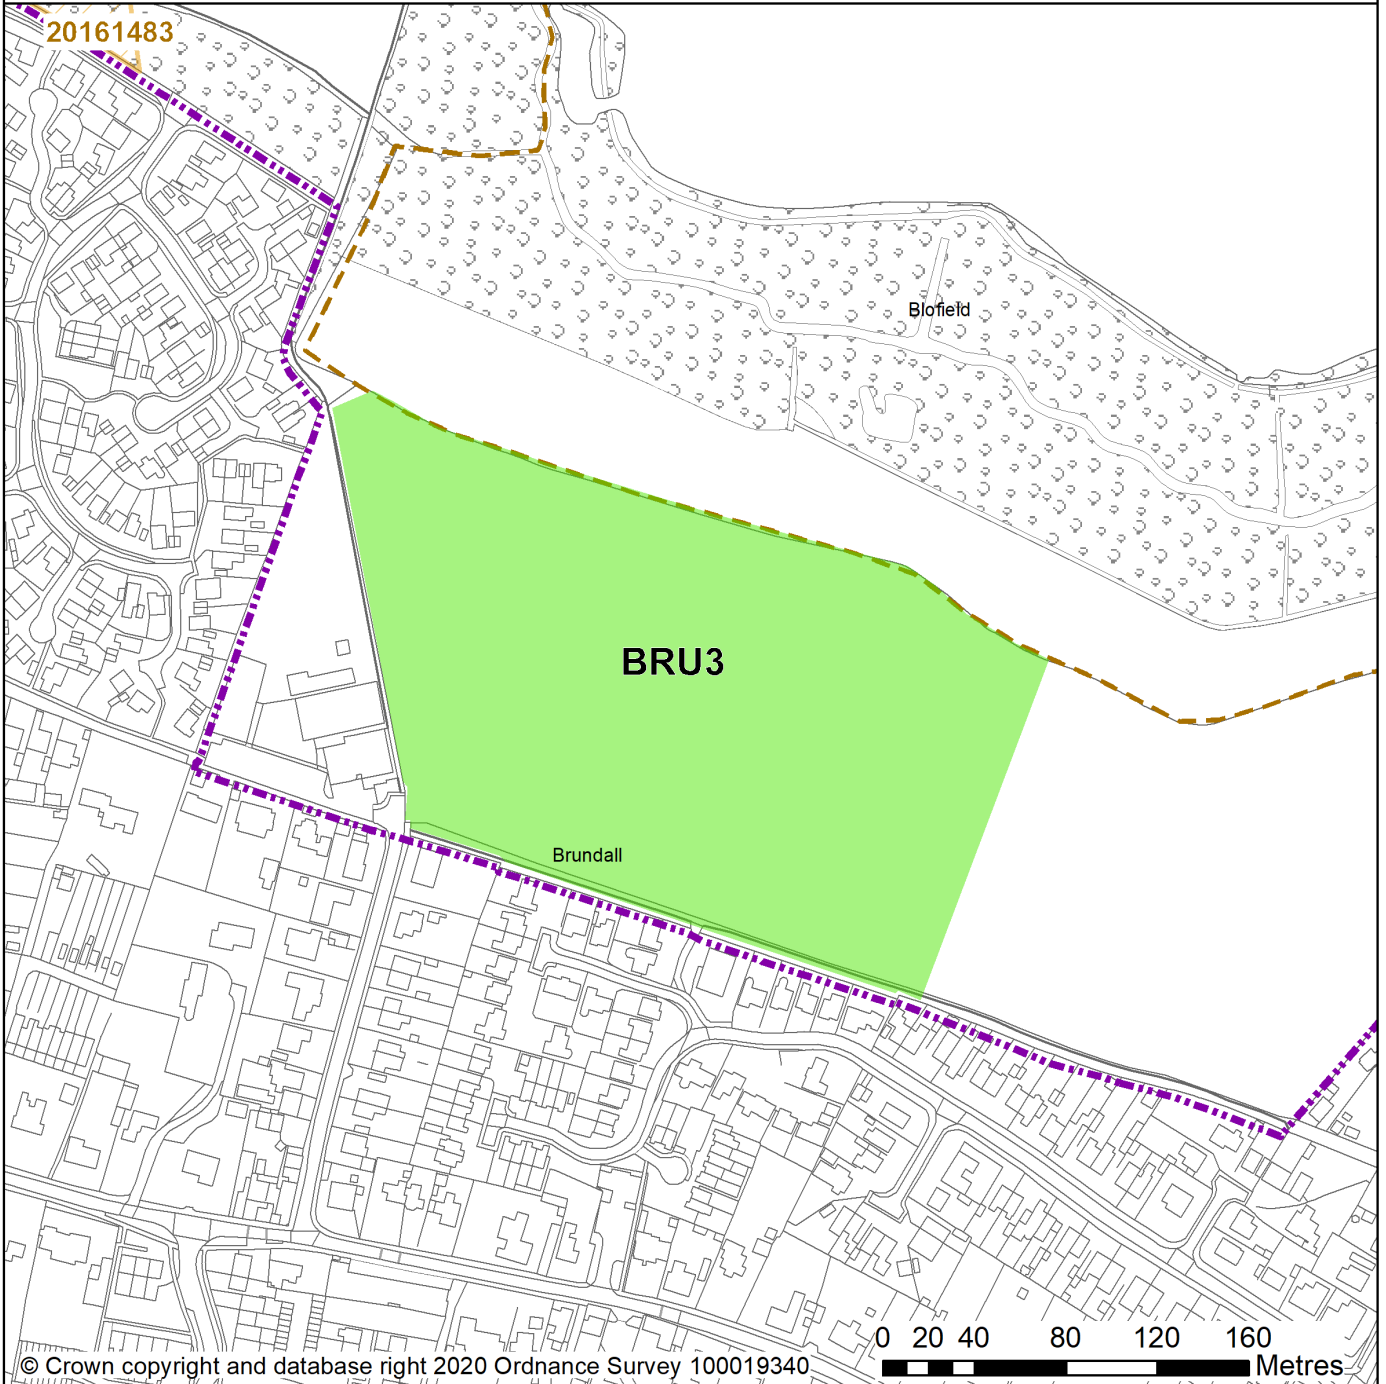 20161483
Blofield
BRU3
Brundall
0 20 40 80 120 160
Metres
© Crown copyright and database right 2020 Ordnance Survey 100019340